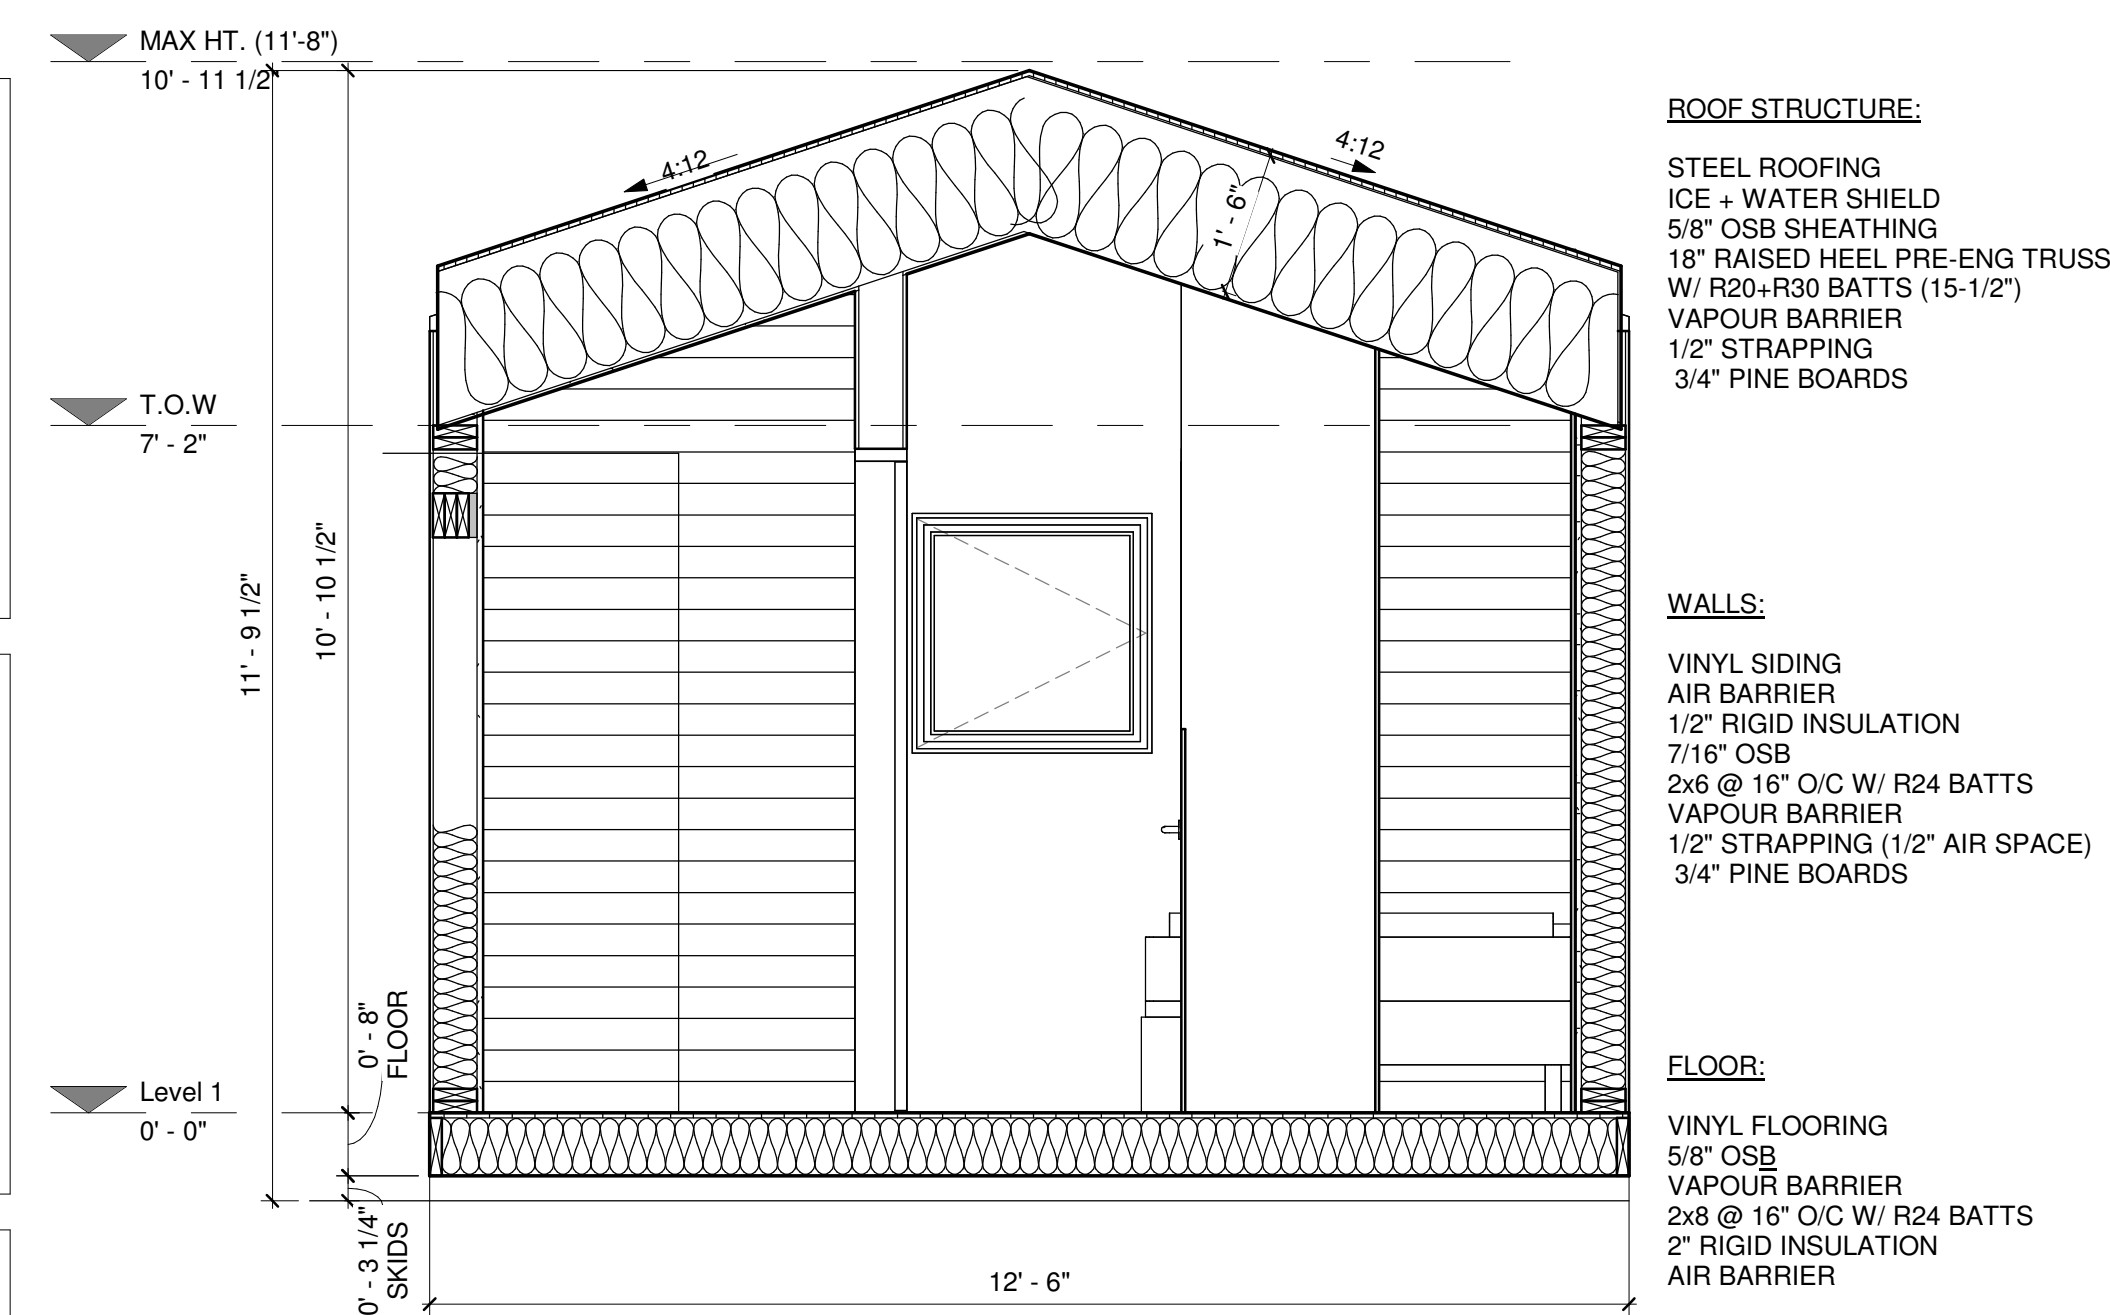 MAX HT. (11'-8")
10' - 11 1/2
T.O.W
7' - 2"
Level 1
0' - 0"
11' - 9 1/2"
10' - 10 1/2"
0' - 8"
FLOOR
0' - 3 1/4"
SKIDS
4:12
4:12
1' - 6"
12' - 6"
ROOF STRUCTURE:
STEEL ROOFING
ICE + WATER SHIELD
5/8" OSB SHEATHING
18" RAISED HEEL PRE-ENG TRUSS
W/ R20+R30 BATTS (15-1/2")
VAPOUR BARRIER
1/2" STRAPPING
3/4" PINE BOARDS
WALLS:
VINYL SIDING
AIR BARRIER
1/2" RIGID INSULATION
7/16" OSB
2x6 @ 16" O/C W/ R24 BATTS
VAPOUR BARRIER
1/2" STRAPPING (1/2" AIR SPACE)
3/4" PINE BOARDS
FLOOR:
VINYL FLOORING
5/8" OSB
VAPOUR BARRIER
2x8 @ 16" O/C W/ R24 BATTS
2" RIGID INSULATION
AIR BARRIER